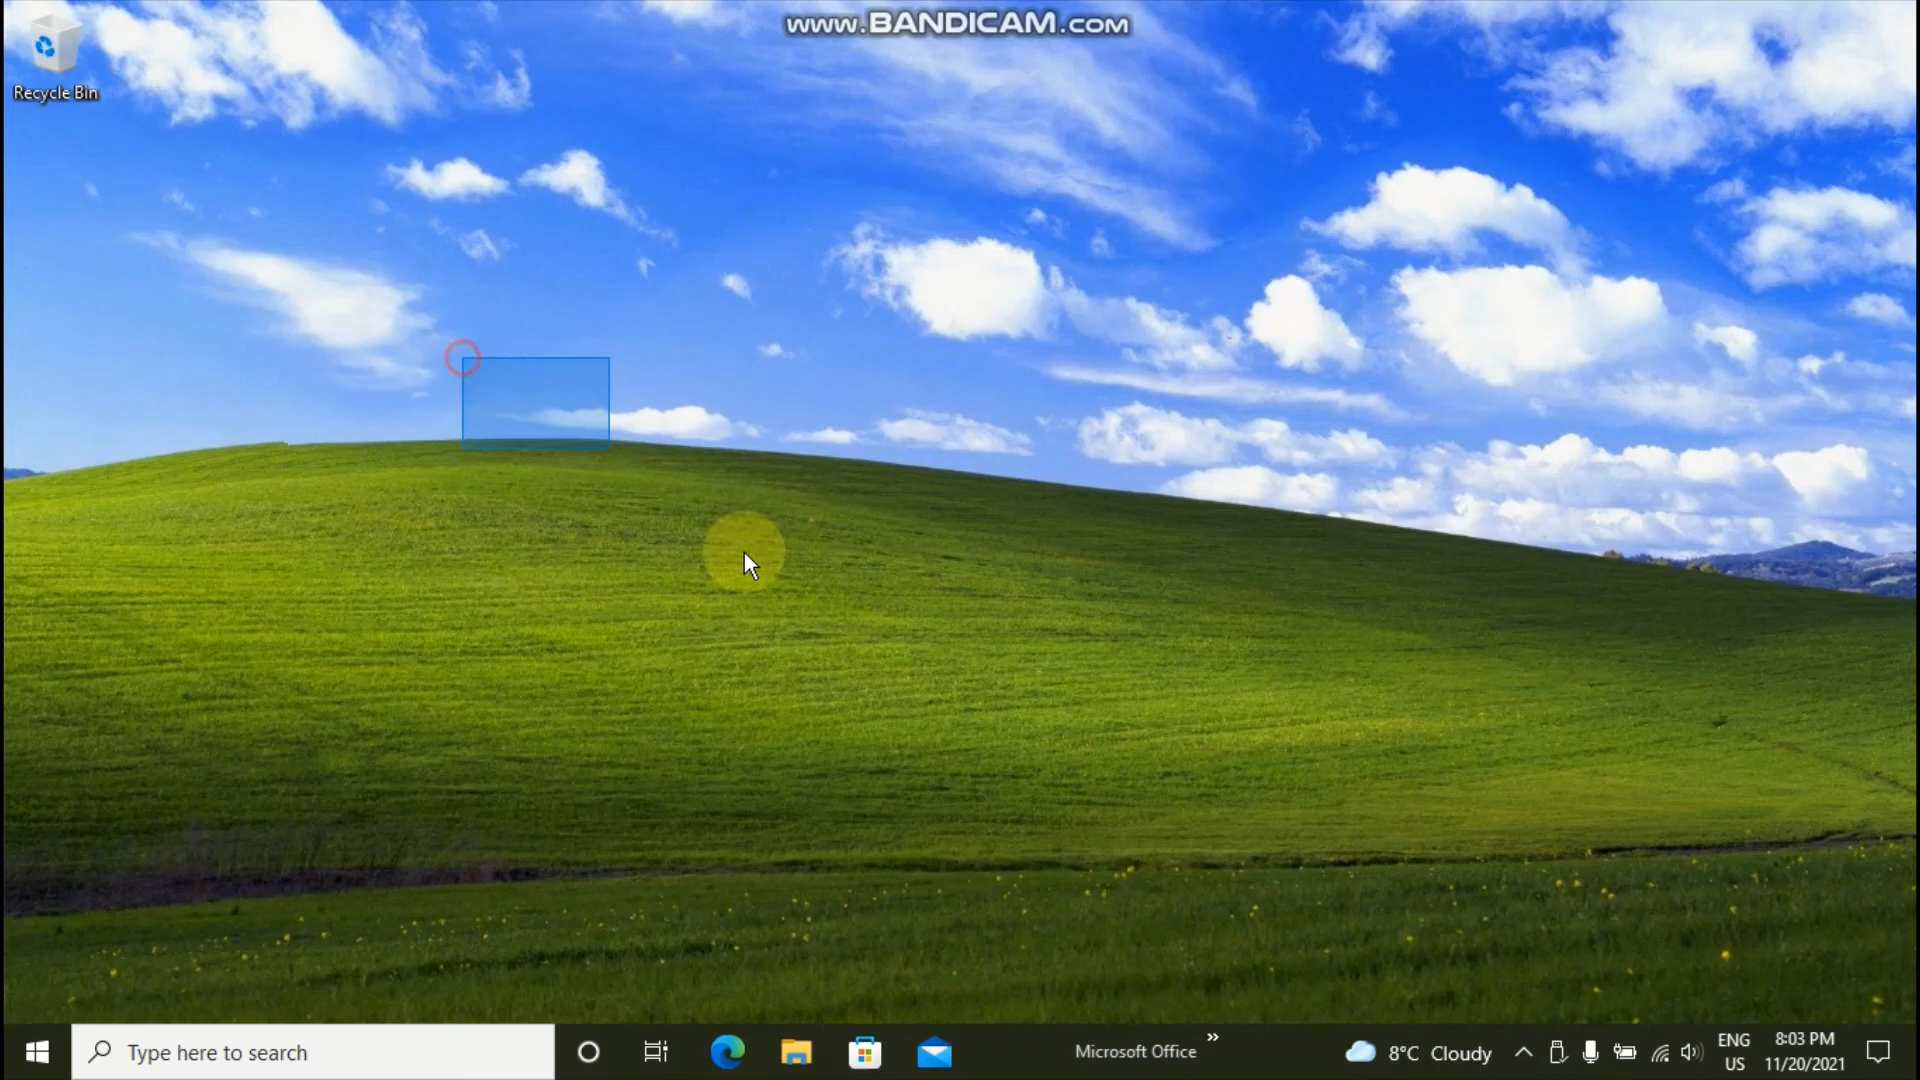 www.BANDICAM.com
Recycle Bin
Type here to search
Microsoft Office
»
8°C Cloudy
ENG
US
8:03 PM
11/20/2021